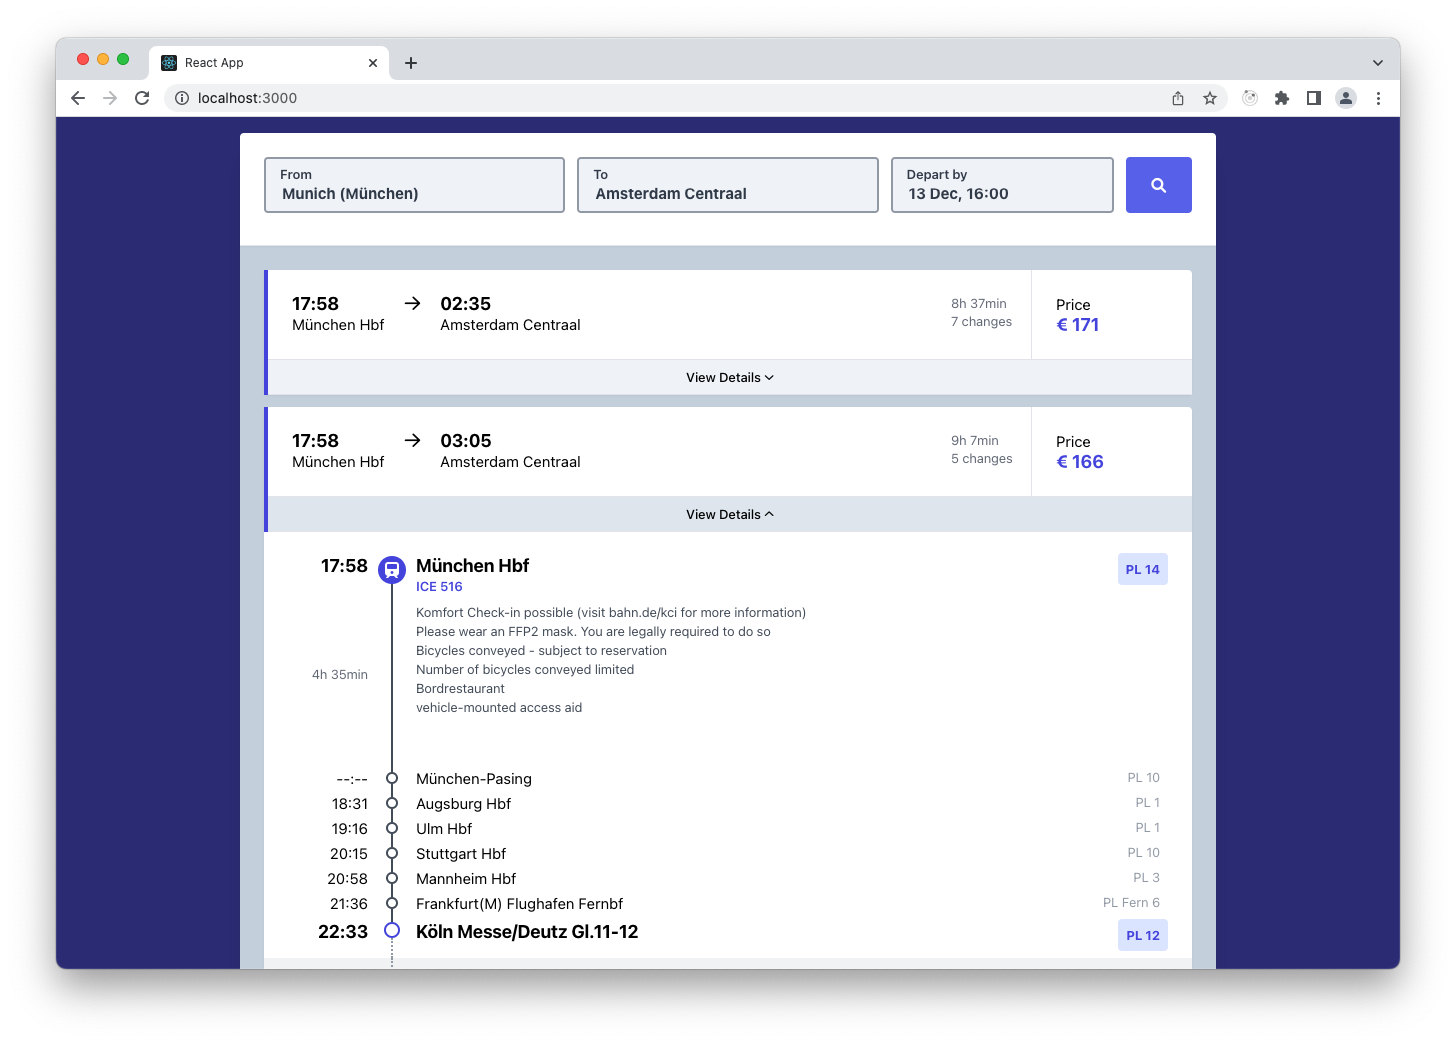 React App
localhost:3000
From
Munich (München)
To
Amsterdam Centraal
Depart by
13 Dec, 16:00
17:58
München Hbf
02:35
Amsterdam Centraal
8h 37min
7 changes
Price
€ 171
View Details
17:58
München Hbf
03:05
Amsterdam Centraal
9h 7min
5 changes
Price
€ 166
View Details
17:58 München Hbf PL 14
ICE 516
Komfort Check-in possible (visit bahn.de/kci for more information)
Please wear an FFP2 mask. You are legally required to do so
Bicycles conveyed - subject to reservation
Number of bicycles conveyed limited
4h 35min
Bordrestaurant
vehicle-mounted access aid
--:-- München-Pasing PL 10
18:31 Augsburg Hbf PL 1
19:16 Ulm Hbf PL 1
20:15 Stuttgart Hbf PL 10
20:58 Mannheim Hbf PL 3
21:36 Frankfurt(M) Flughafen Fernbf PL Fern 6
22:33 Köln Messe/Deutz Gl.11-12 PL 12